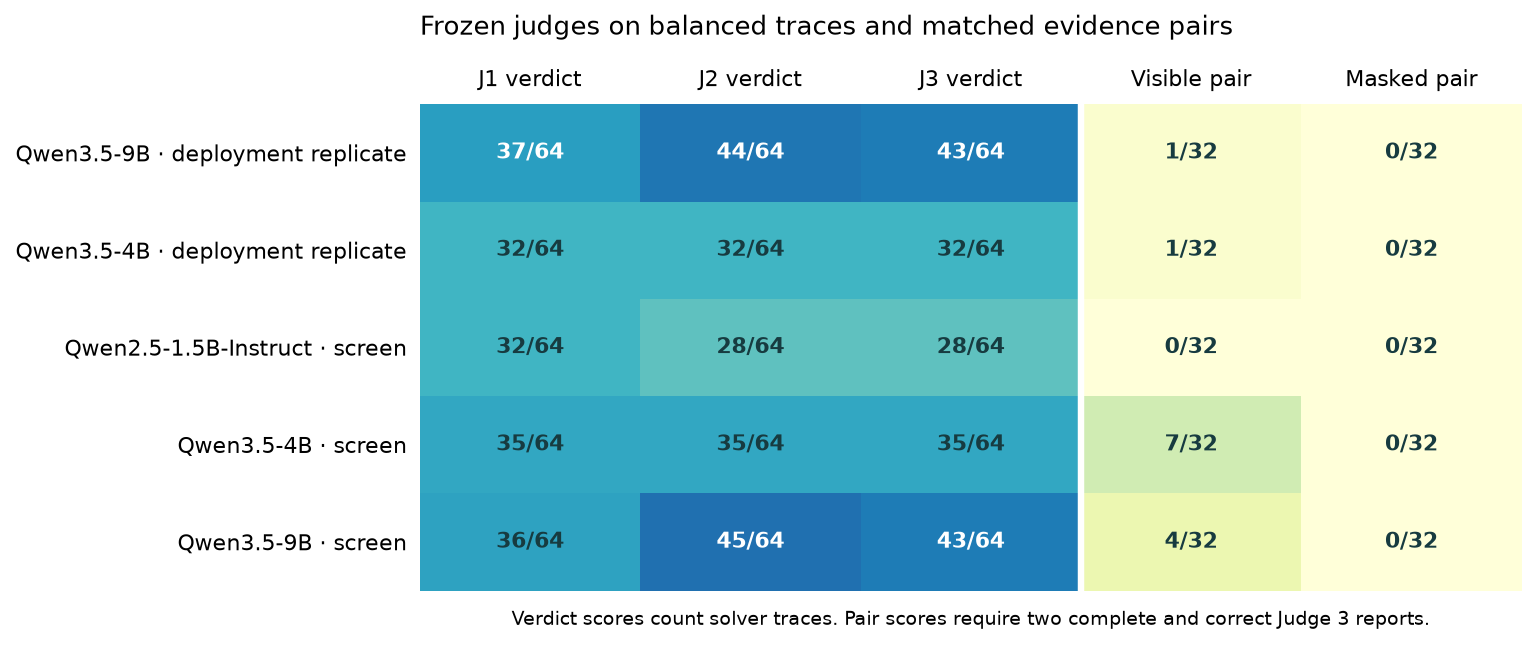 Frozen judges on balanced traces and matched evidence pairs
J1 verdict J2 verdict J3 verdict Visible pair Masked pair
Qwen3.5-9B · deployment replicate 37/64 44/64 43/64 1/32 0/32
Qwen3.5-4B · deployment replicate 32/64 32/64 32/64 1/32 0/32
Qwen2.5-1.5B-Instruct · screen 32/64 28/64 28/64 0/32 0/32
Qwen3.5-4B · screen 35/64 35/64 35/64 7/32 0/32
Qwen3.5-9B · screen 36/64 45/64 43/64 4/32 0/32
Verdict scores count solver traces. Pair scores require two complete and correct Judge 3 reports.